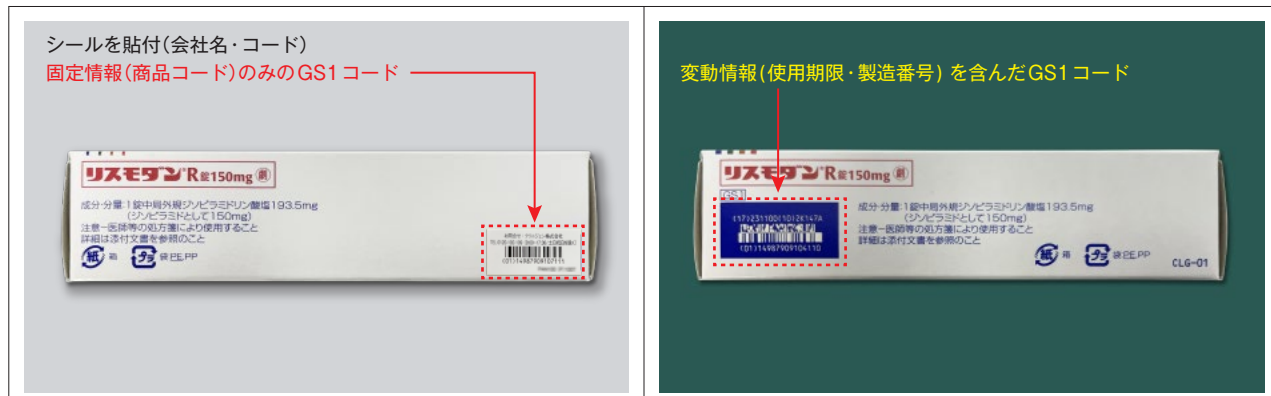 シールを貼付(会社名・コード)
固定情報(商品コード)のみのGS1コード
リスモダン®R錠150mg 劇
成分・分量:1錠中局外規ジソピラミドリン酸塩193.5mg
(ジソピラミドとして150mg)
注意-医師等の処方箋により使用すること
詳細は添付文書を参照のこと
紙 箱 プラ 袋:PE,PP
変動情報(使用期限・製造番号) を含んだGS1コード
リスモダン®R錠150mg 劇
GS1
(17)231100(10)2K147A
(01)14987909104110
成分・分量:1錠中局外規ジソピラミドリン酸塩193.5mg
(ジソピラミドとして150mg)
注意-医師等の処方箋により使用すること
詳細は添付文書を参照のこと
紙 箱 プラ 袋:PE,PP
CLG-01